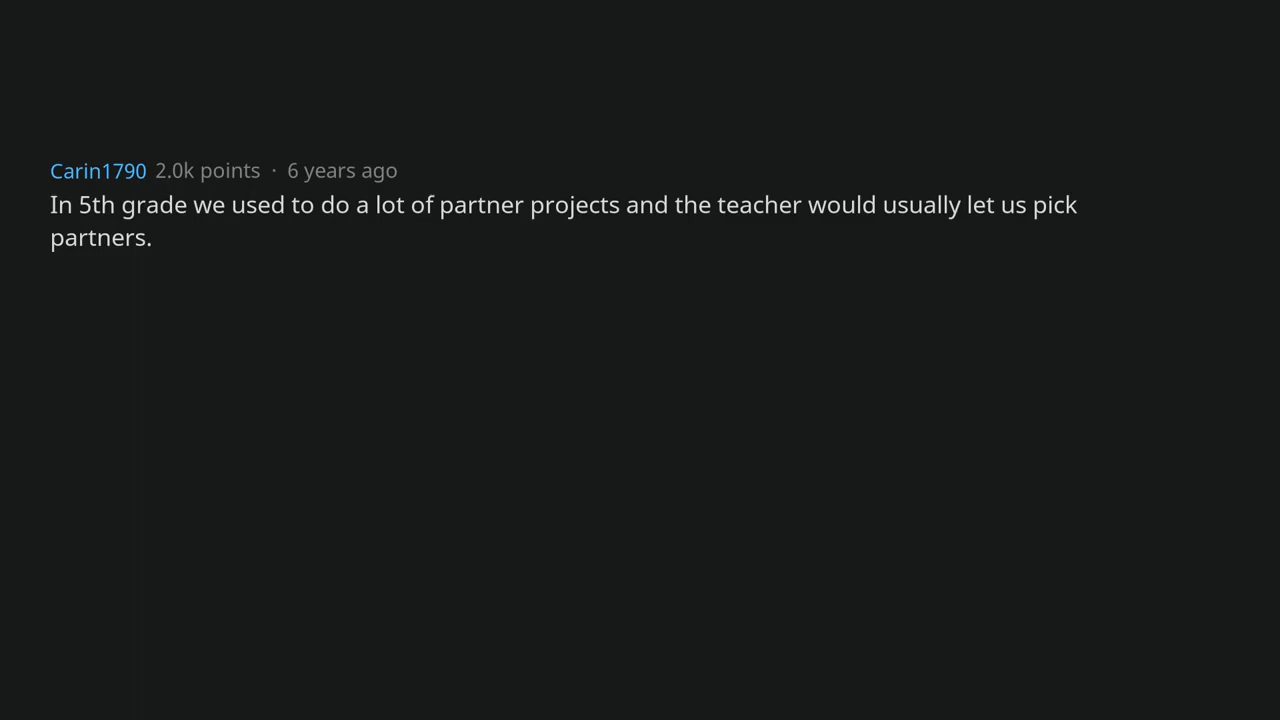 Carin1790 2.0k points · 6 years ago
In 5th grade we used to do a lot of partner projects and the teacher would usually let us pick
partners.